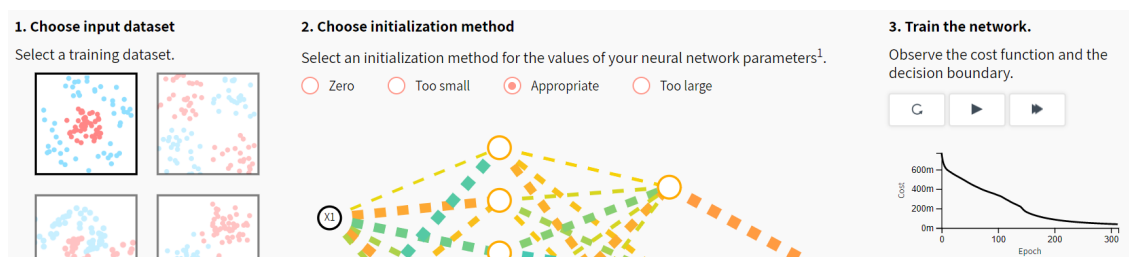 1. Choose input dataset
Select a training dataset.
2. Choose initialization method
Select an initialization method for the values of your neural network parameters¹.
Zero
Too small
Appropriate
Too large
X1
3. Train the network.
Observe the cost function and the
decision boundary.
Cost
600m
400m
200m
0m
0
100
200
300
Epoch